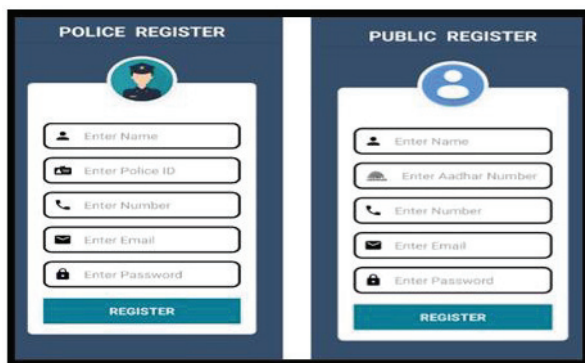 POLICE REGISTER
Enter Name
Enter Police ID
Enter Number
Enter Email
Enter Password
REGISTER
PUBLIC REGISTER
Enter Name
Enter Aadhar Number
Enter Number
Enter Email
Enter Password
REGISTER